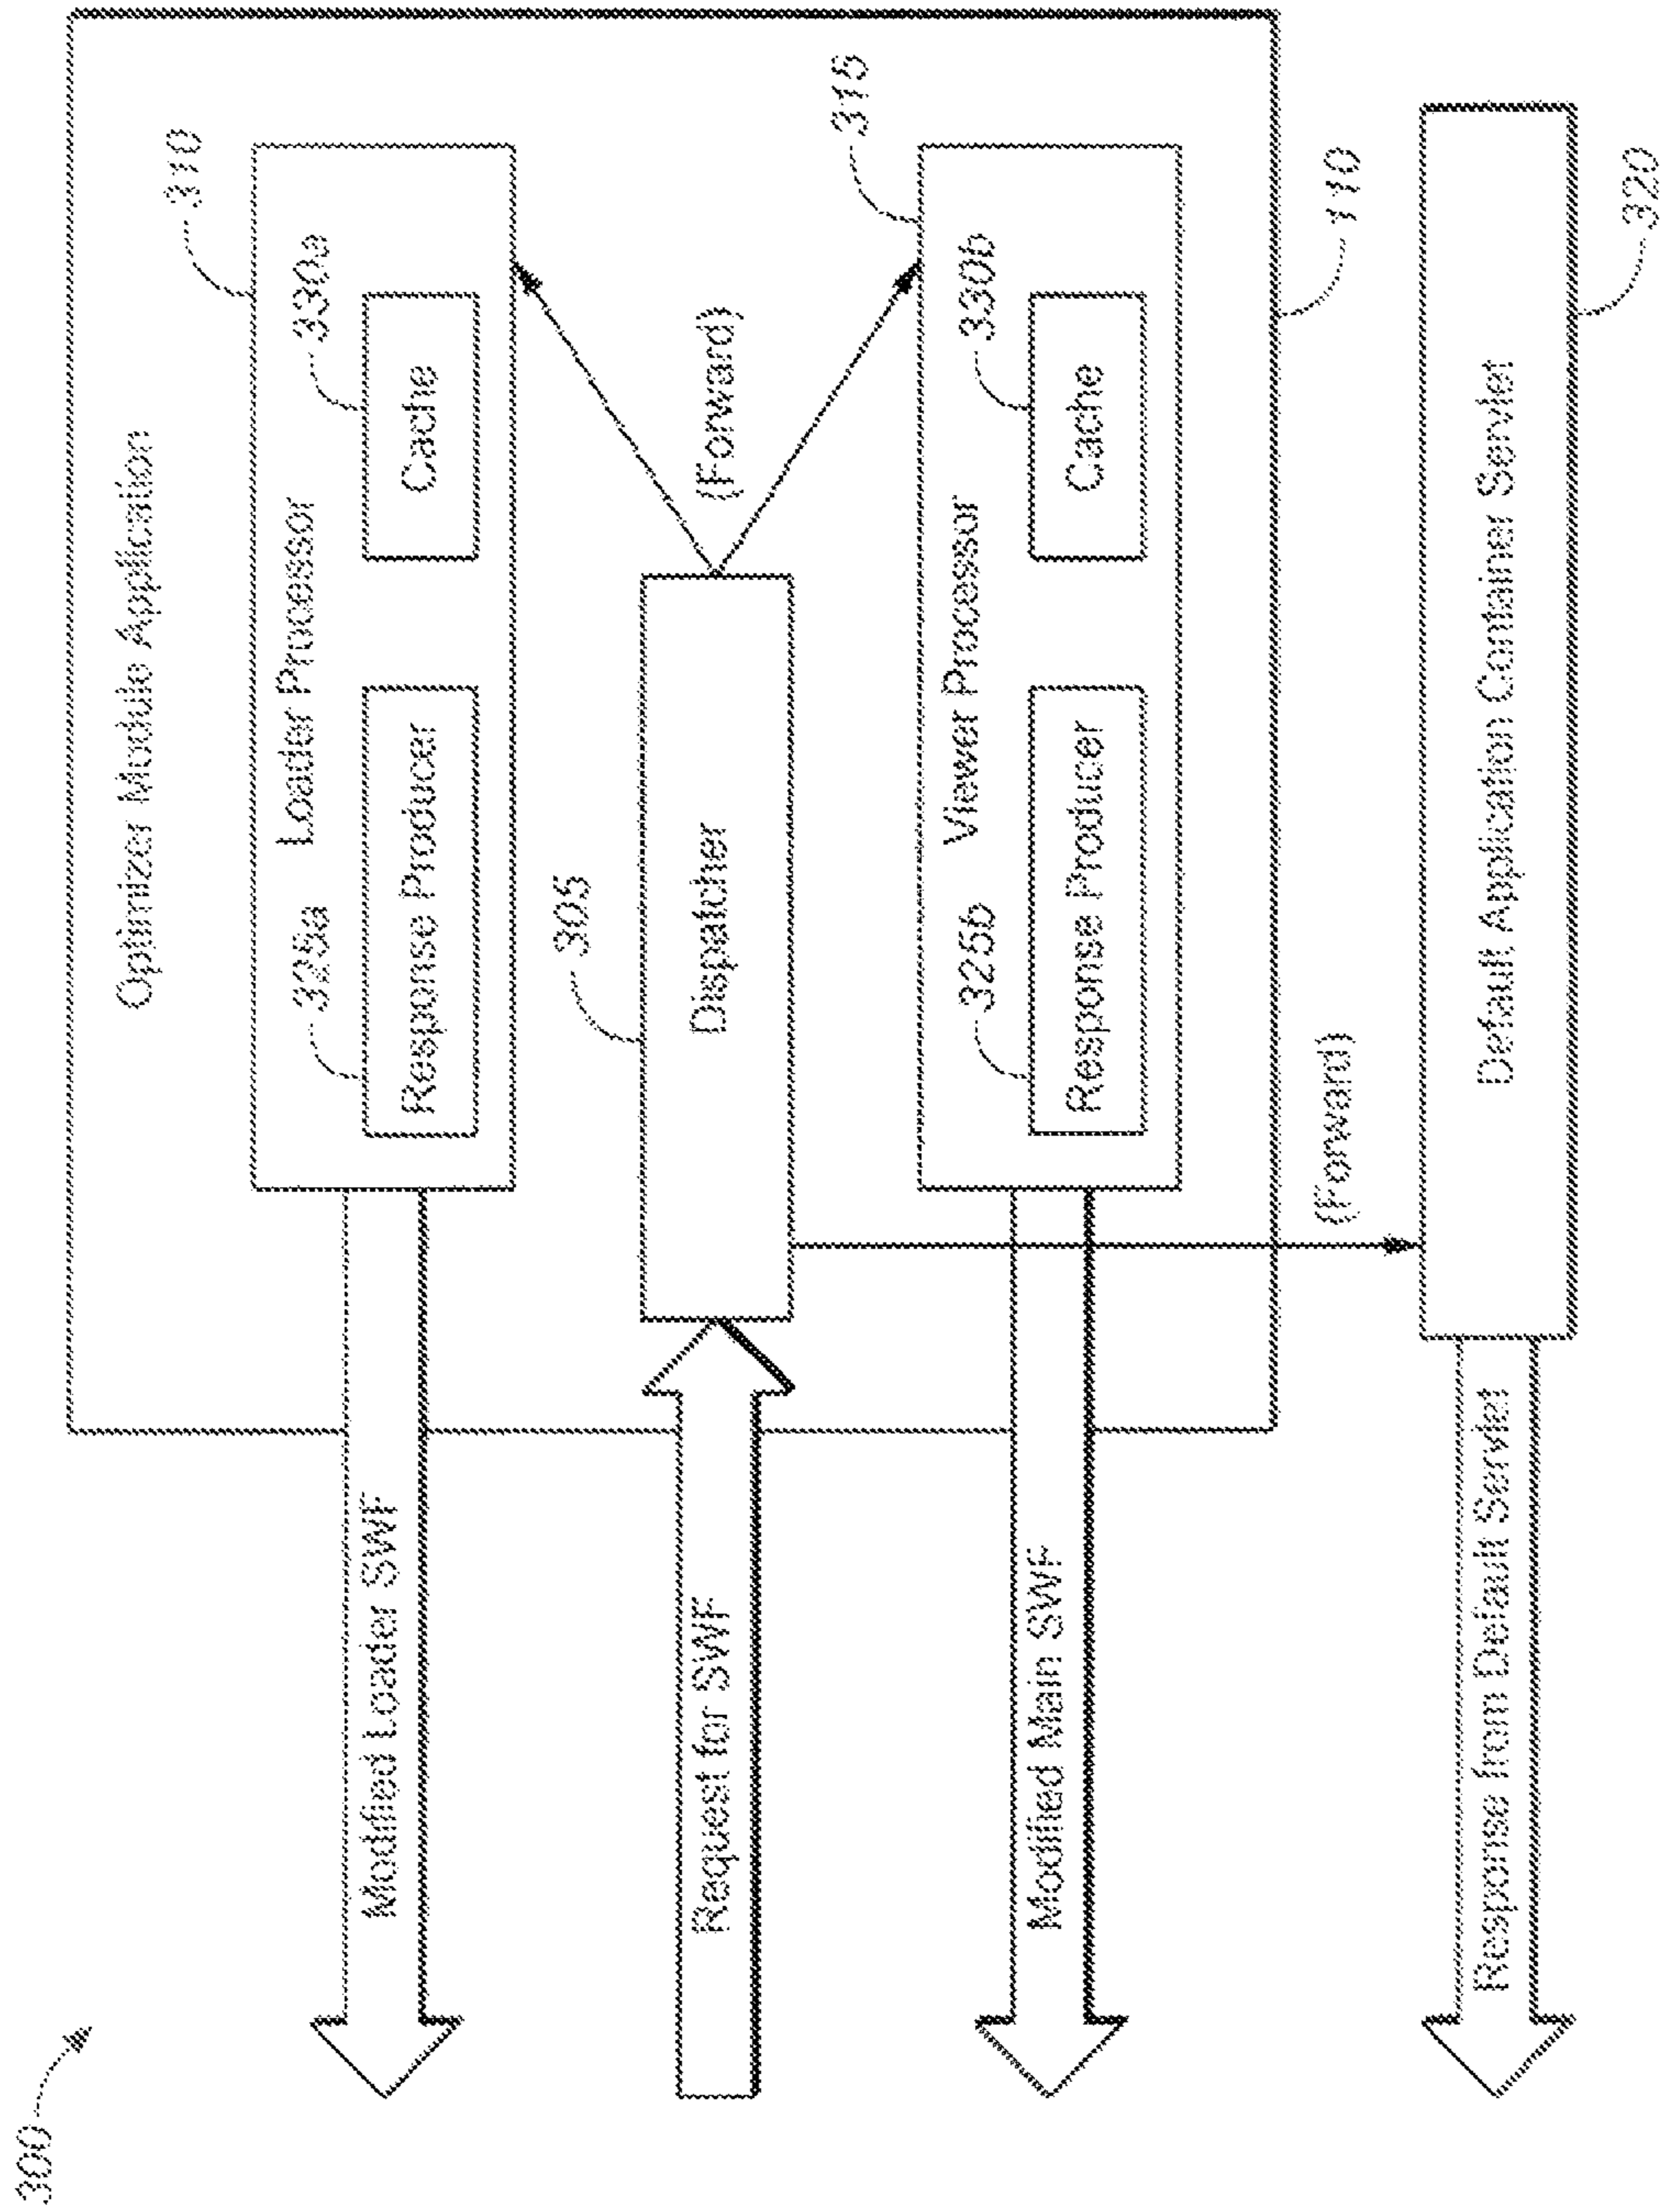 300
Optimizer Module Application
310
Loader Processor
325a
330a
Response Producer
Cache
Modified Loader SWF
305
Dispatcher
(Forward)
Request for SWF
315
Viewer Processor
325b
330b
Response Producer
Cache
Modified Main SWF
110
(Forward)
Default Application Container Servlet
Response from Default Servlet
320